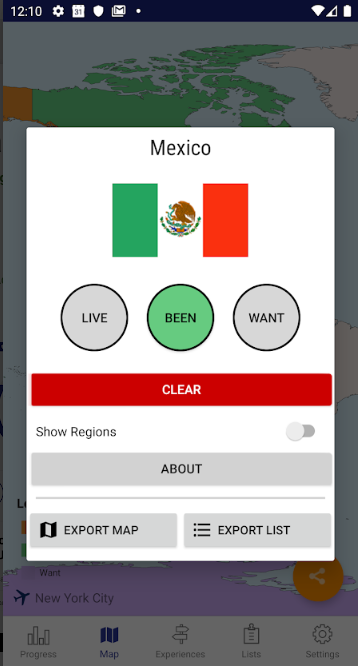 12:10
31
Mexico
LIVE
BEEN
WANT
CLEAR
Show Regions
ABOUT
EXPORT MAP
EXPORT LIST
Want
New York City
Progress
Map
Experiences
Lists
Settings